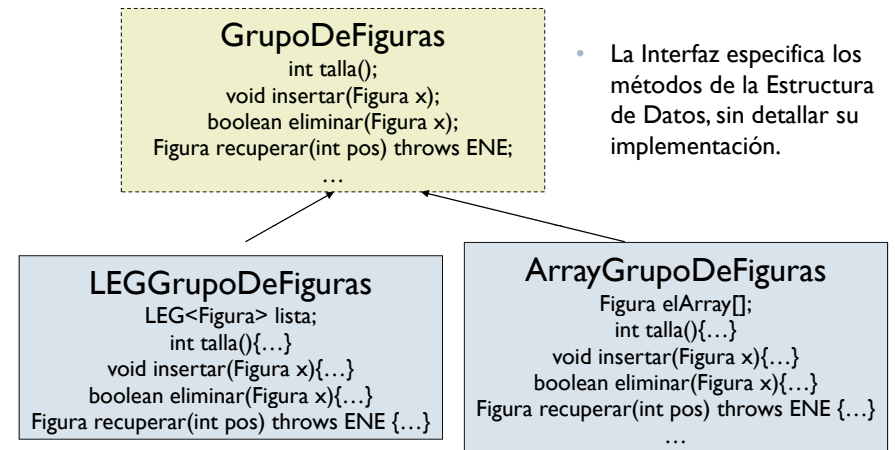 GrupoDeFiguras
int talla();
void insertar(Figura x);
boolean eliminar(Figura x);
Figura recuperar(int pos) throws ENE;
…
• La Interfaz especifica los
métodos de la Estructura
de Datos, sin detallar su
implementación.
LEGGrupoDeFiguras
LEG<Figura> lista;
int talla(){…}
void insertar(Figura x){…}
boolean eliminar(Figura x){…}
Figura recuperar(int pos) throws ENE {…}
ArrayGrupoDeFiguras
Figura elArray[];
int talla(){…}
void insertar(Figura x){…}
boolean eliminar(Figura x){…}
Figura recuperar(int pos) throws ENE {…}
…